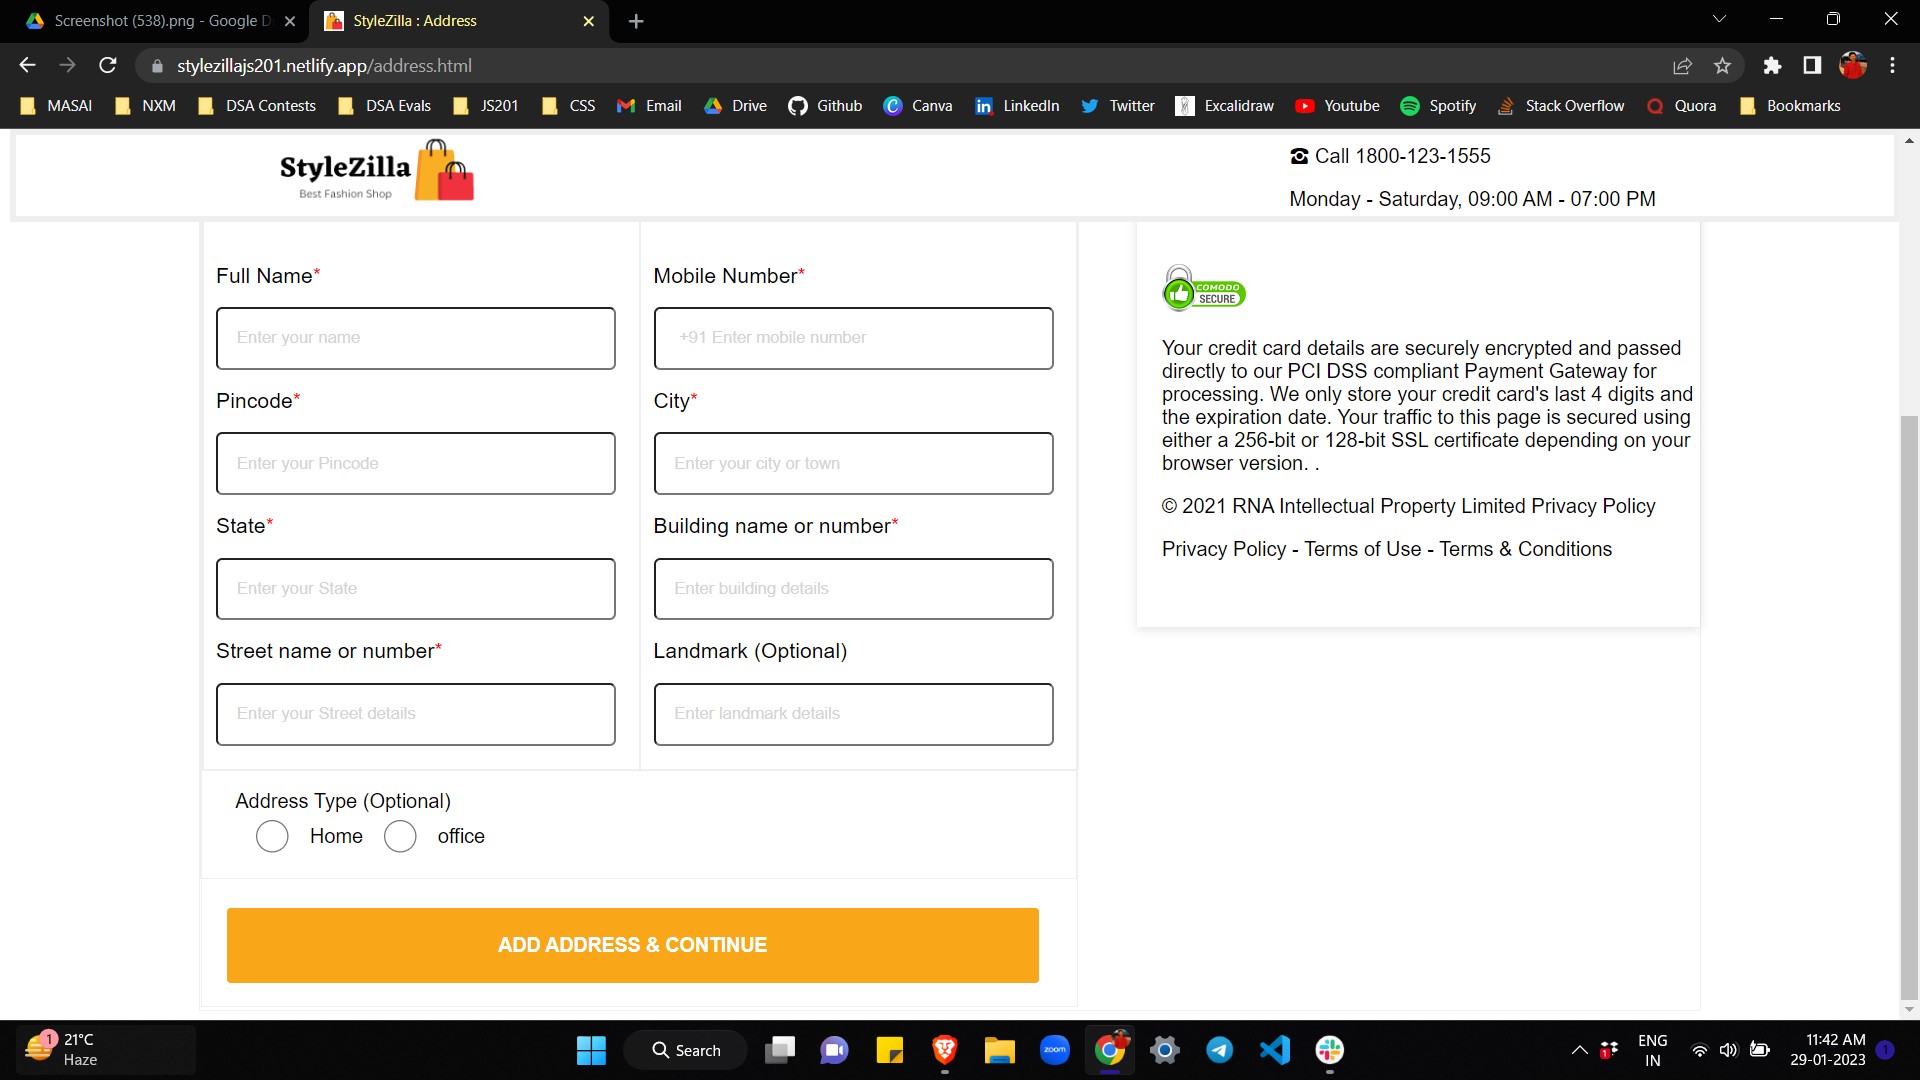 Screenshot (538).png - Google D
StyleZilla : Address
stylezillajs201.netlify.app/address.html
MASAI
NXM
DSA Contests
DSA Evals
JS201
CSS
Email
Drive
Github
Canva
LinkedIn
Twitter
Excalidraw
Youtube
Spotify
Stack Overflow
Quora
Bookmarks
StyleZilla
Best Fashion Shop
Call 1800-123-1555
Monday - Saturday, 09:00 AM - 07:00 PM
Full Name*
Mobile Number*
Enter your name
+91 Enter mobile number
Pincode*
City*
Enter your Pincode
Enter your city or town
State*
Building name or number*
Enter your State
Enter building details
Street name or number*
Landmark (Optional)
Enter your Street details
Enter landmark details
Address Type (Optional)
Home
office
ADD ADDRESS & CONTINUE
COMODO
SECURE
Your credit card details are securely encrypted and passed
directly to our PCI DSS compliant Payment Gateway for
processing. We only store your credit card's last 4 digits and
the expiration date. Your traffic to this page is secured using
either a 256-bit or 128-bit SSL certificate depending on your
browser version. .
© 2021 RNA Intellectual Property Limited Privacy Policy
Privacy Policy - Terms of Use - Terms & Conditions
1
21°C
Haze
Search
zoom
1
ENG
IN
11:42 AM
29-01-2023
1